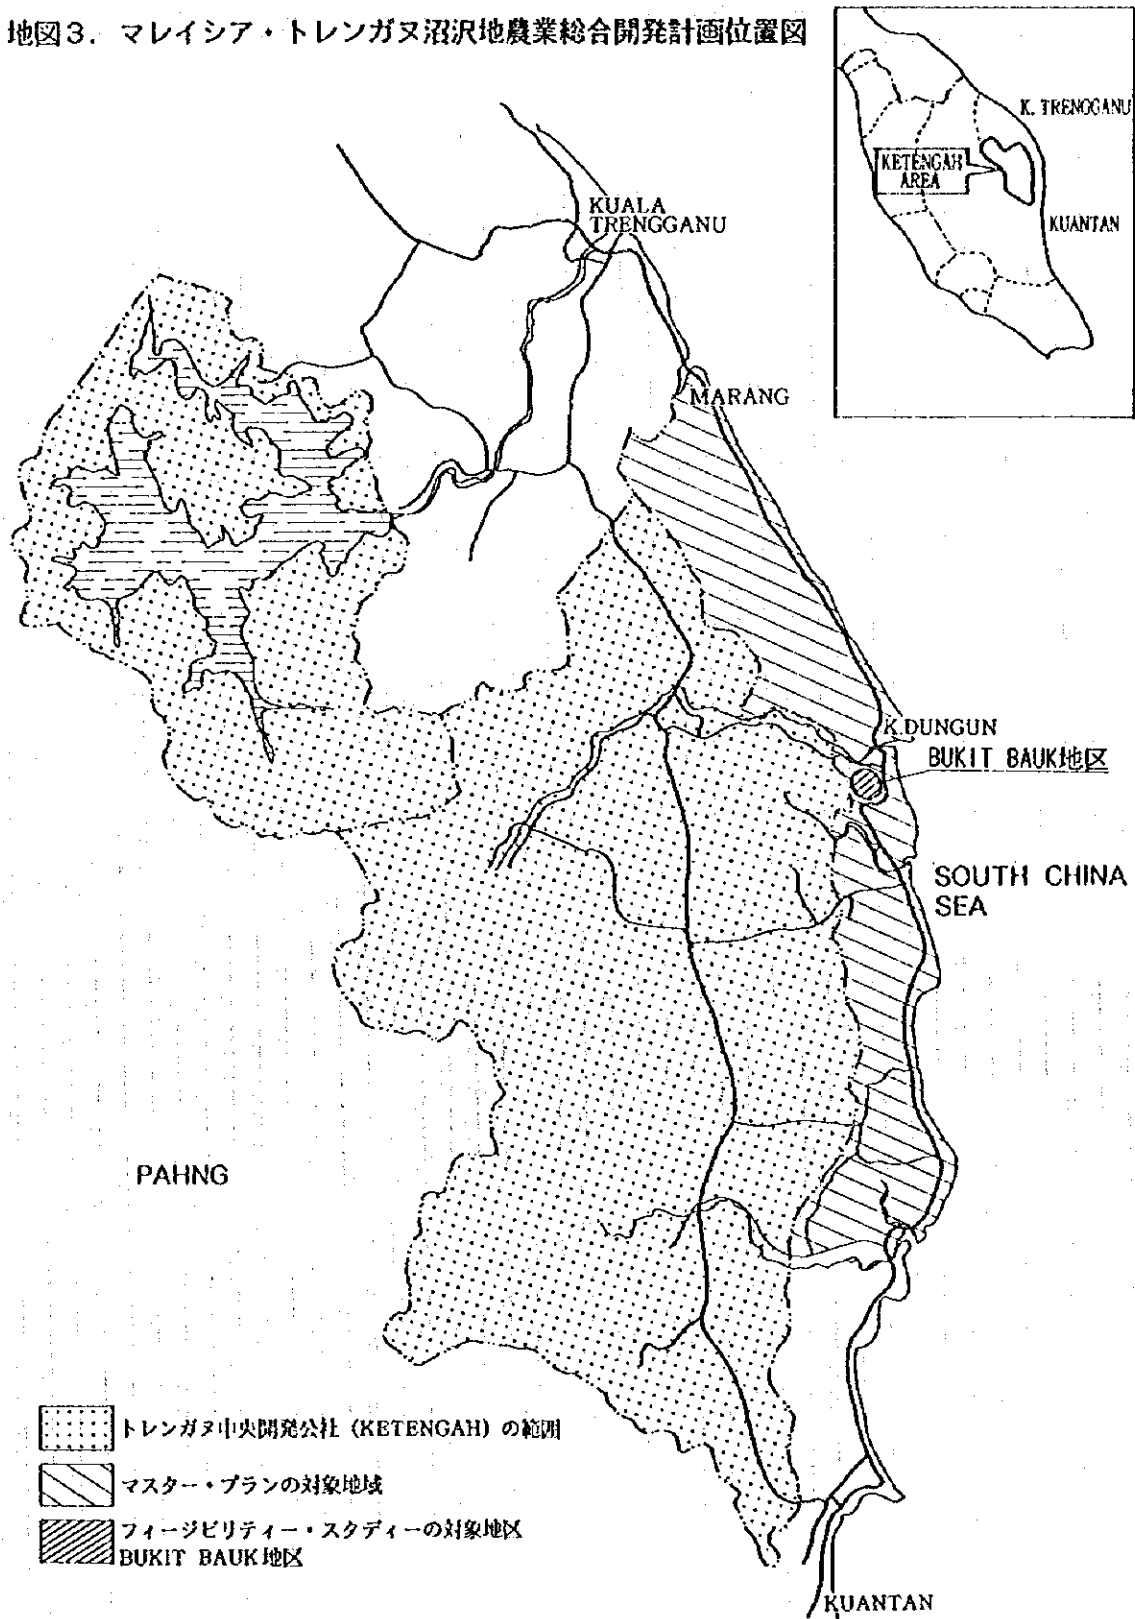 地図3. マレイシア・トレンガヌ沼沢地農業総合開発計画位置図
K. TRENGGANU
KETENGAH
AREA
KUANTAN
KUALA
TRENGGANU
MARANG
K.DUNGUN
BUKIT BAUK地区
SOUTH CHINA
SEA
PAHNG
トレンガヌ中央開発公社 (KETENGAH) の範囲
マスター・プランの対象地域
フィージビリティー・スタディーの対象地区
BUKIT BAUK地区
KUANTAN